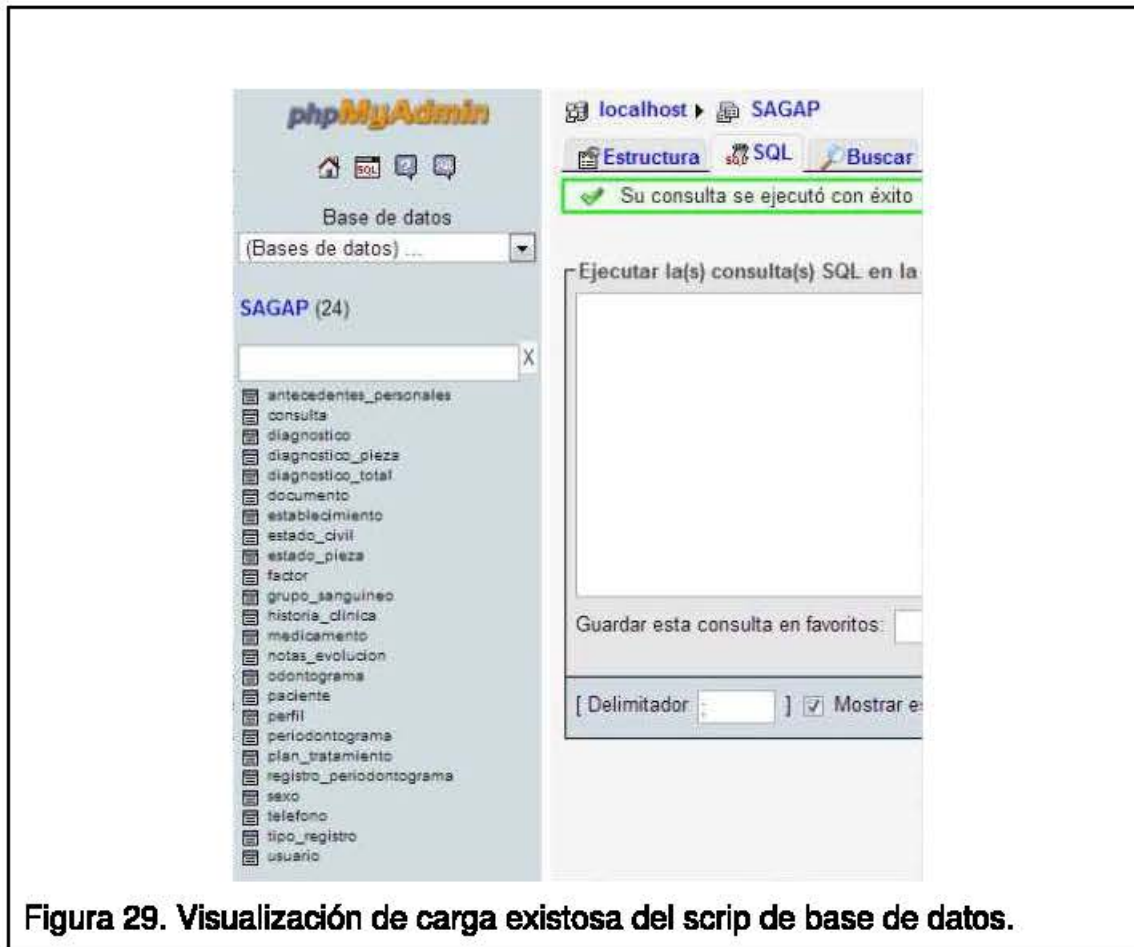 phpMyAdmin
SQL
Base de datos
(Bases de datos) ...
SAGAP (24)
X
antecedentes_personales
consulta
diagnostico
diagnostico_pieza
diagnostico_total
documento
establecimiento
estado_civil
estado_pieza
factor
grupo_sanguineo
historia_clinica
medicamento
notas_evolucion
odontograma
paciente
perfil
periodontograma
plan_tratamiento
registro_periodontograma
sexo
telefono
tipo_registro
usuario
localhost SAGAP
Estructura SQL Buscar
Su consulta se ejecutó con éxito
Ejecutar la(s) consulta(s) SQL en la
Guardar esta consulta en favoritos:
[ Delimitador ; ] Mostrar es
Figura 29. Visualización de carga existosa del scrip de base de datos.